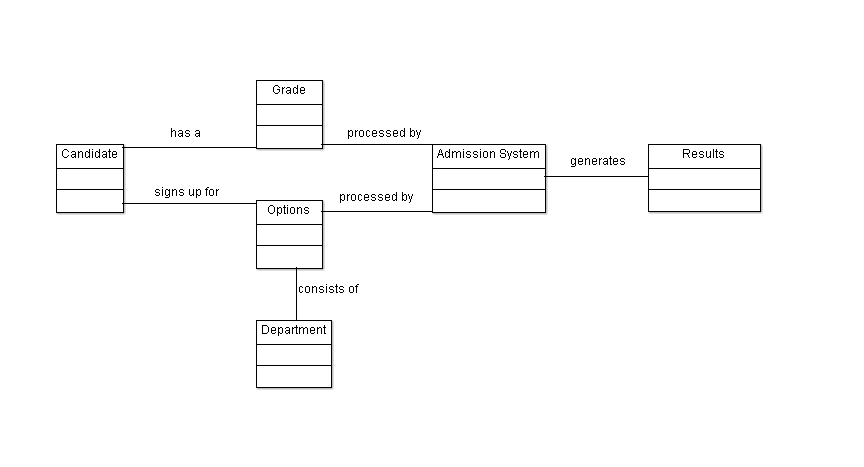 Grade
has a
processed by
Candidate
Admission System
Results
generates
signs up for
processed by
Options
consists of
Department